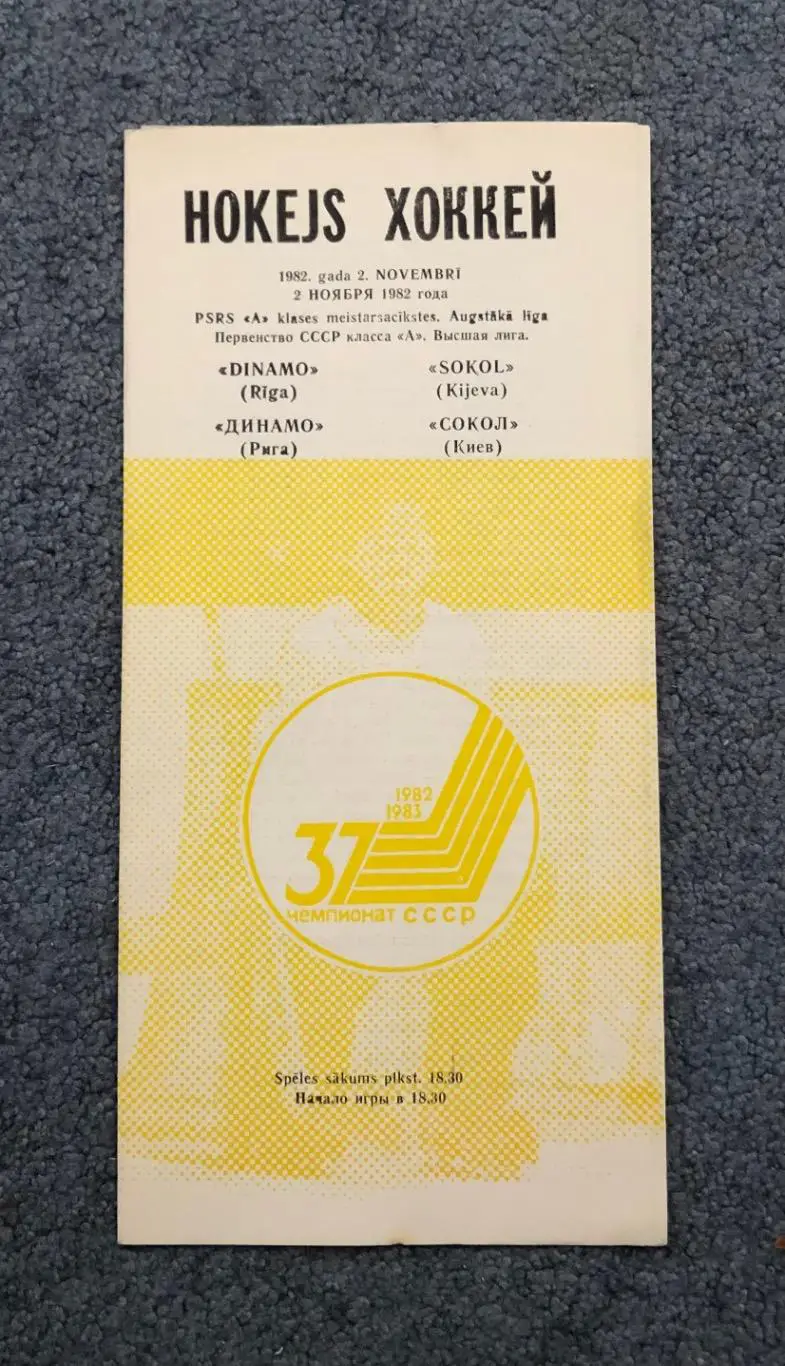 HOKEJS ХОККЕЙ
1982. gada 2. NOVEMBRĪ
2 НОЯБРЯ 1982 года
PSRS «A» klases meistarsacīkstes. Augstākā līga
Первенство СССР класса «А». Высшая лига.
«DINAMO» «SOKOL»
(Rīga) (Kijeva)
«ДИНАМО» «СОКОЛ»
(Рига) (Киев)
1982
1983
37
чемпионат СССР
Spēles sākums plkst. 18.30
Начало игры в 18.30